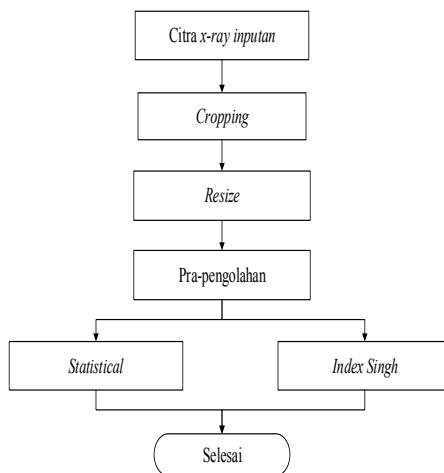 Citra x-ray inputan
Cropping
Resize
Pra-pengolahan
Statistical
Index Singh
Selesai